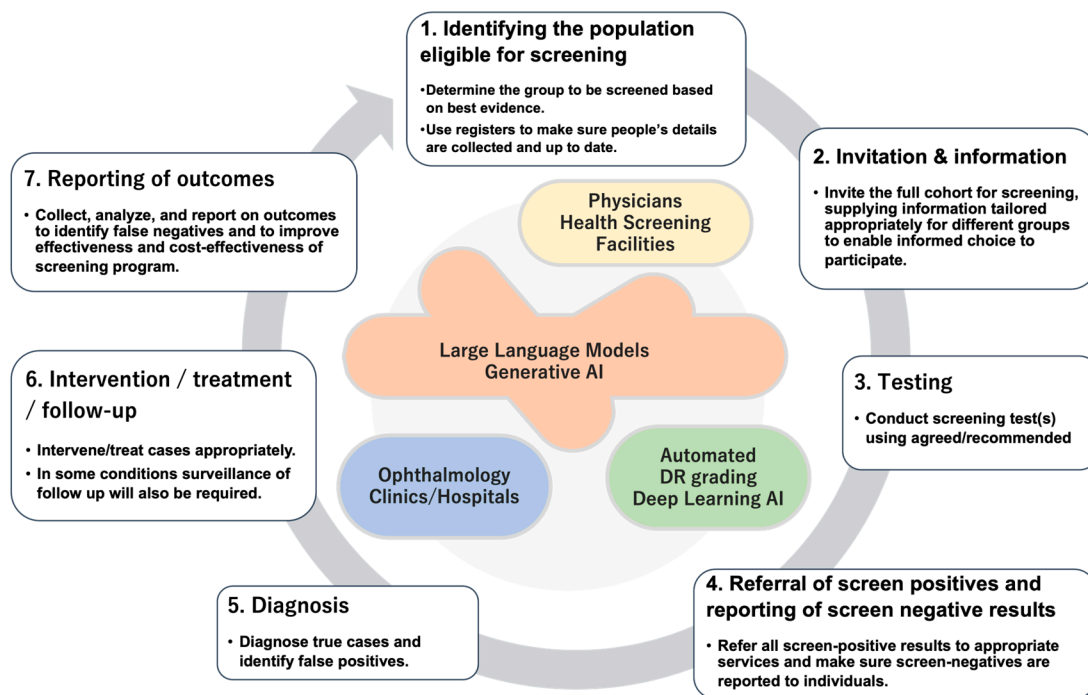 1. Identifying the population
eligible for screening
•Determine the group to be screened based
on best evidence.
•Use registers to make sure people's details
are collected and up to date.
2. Invitation & information
• Invite the full cohort for screening,
supplying information tailored
appropriately for different groups
to enable informed choice to
participate.
3. Testing
• Conduct screening test(s)
using agreed/recommended
4. Referral of screen positives and
reporting of screen negative results
• Refer all screen-positive results to appropriate
services and make sure screen-negatives are
reported to individuals.
5. Diagnosis
• Diagnose true cases and
identify false positives.
6. Intervention / treatment
/ follow-up
• Intervene/treat cases appropriately.
• In some conditions surveillance of
follow up will also be required.
7. Reporting of outcomes
• Collect, analyze, and report on outcomes
to identify false negatives and to improve
effectiveness and cost-effectiveness of
screening program.
Physicians
Health Screening
Facilities
Large Language Models
Generative AI
Ophthalmology
Clinics/Hospitals
Automated
DR grading
Deep Learning AI